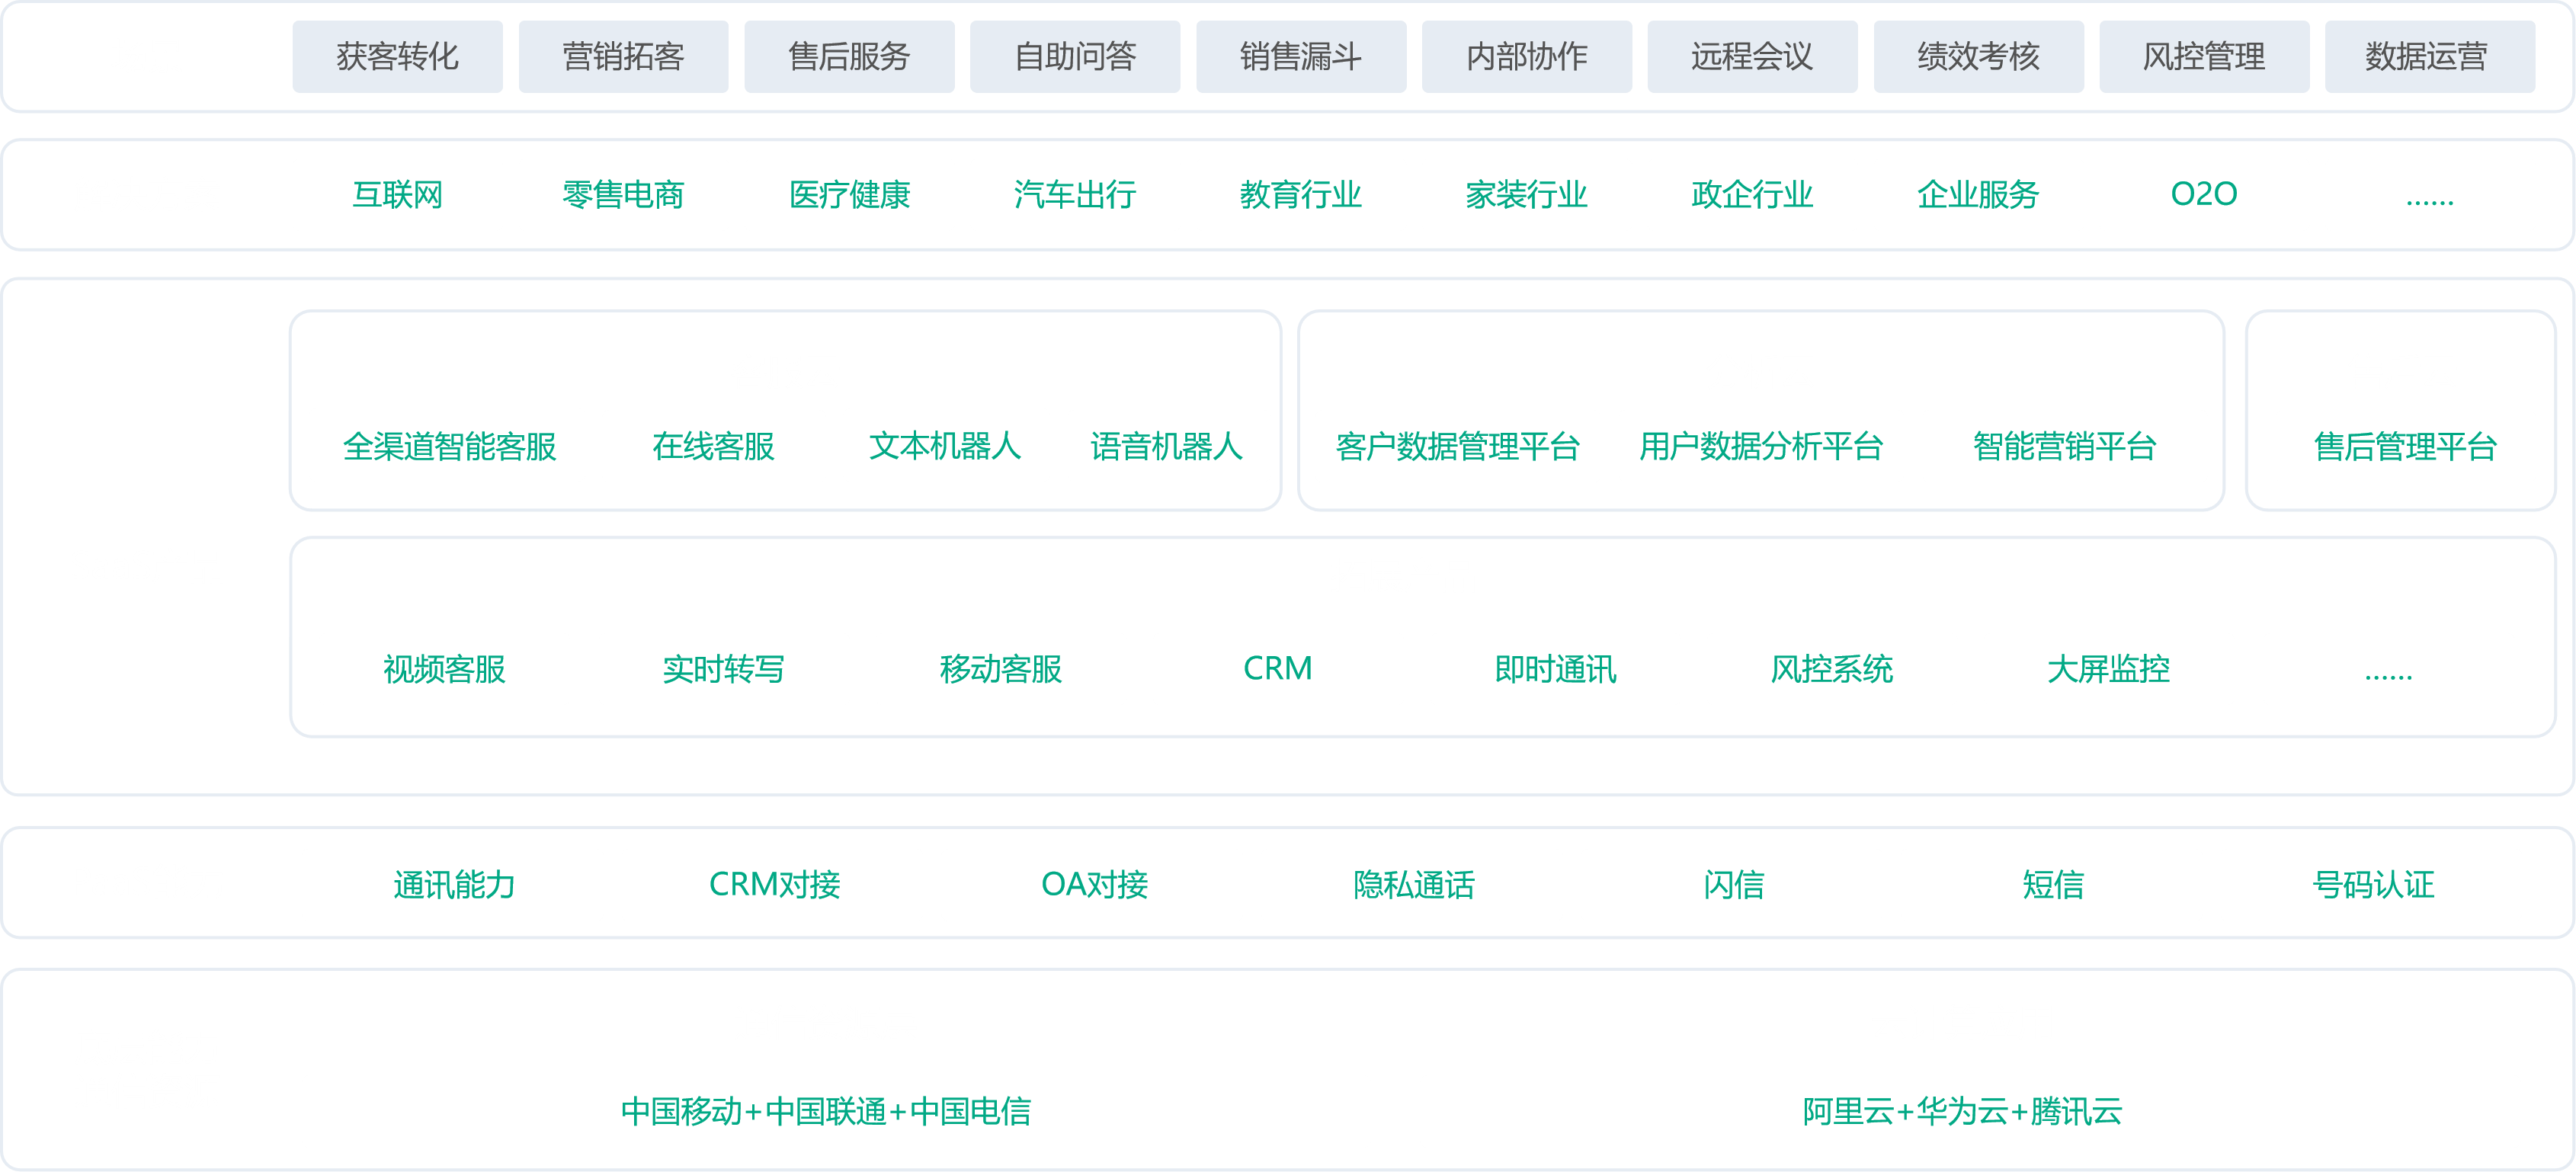 获客转化 营销拓客 售后服务 自助问答 销售漏斗 内部协作 远程会议 绩效考核 风控管理 数据运营
互联网 零售电商 医疗健康 汽车出行 教育行业 家装行业 政企行业 企业服务 O2O ......
全渠道智能客服 在线客服 文本机器人 语音机器人 客户数据管理平台 用户数据分析平台 智能营销平台 售后管理平台
视频客服 实时转写 移动客服 CRM 即时通讯 风控系统 大屏监控 ......
通讯能力 CRM对接 OA对接 隐私通话 闪信 短信 号码认证
中国移动+中国联通+中国电信 阿里云+华为云+腾讯云